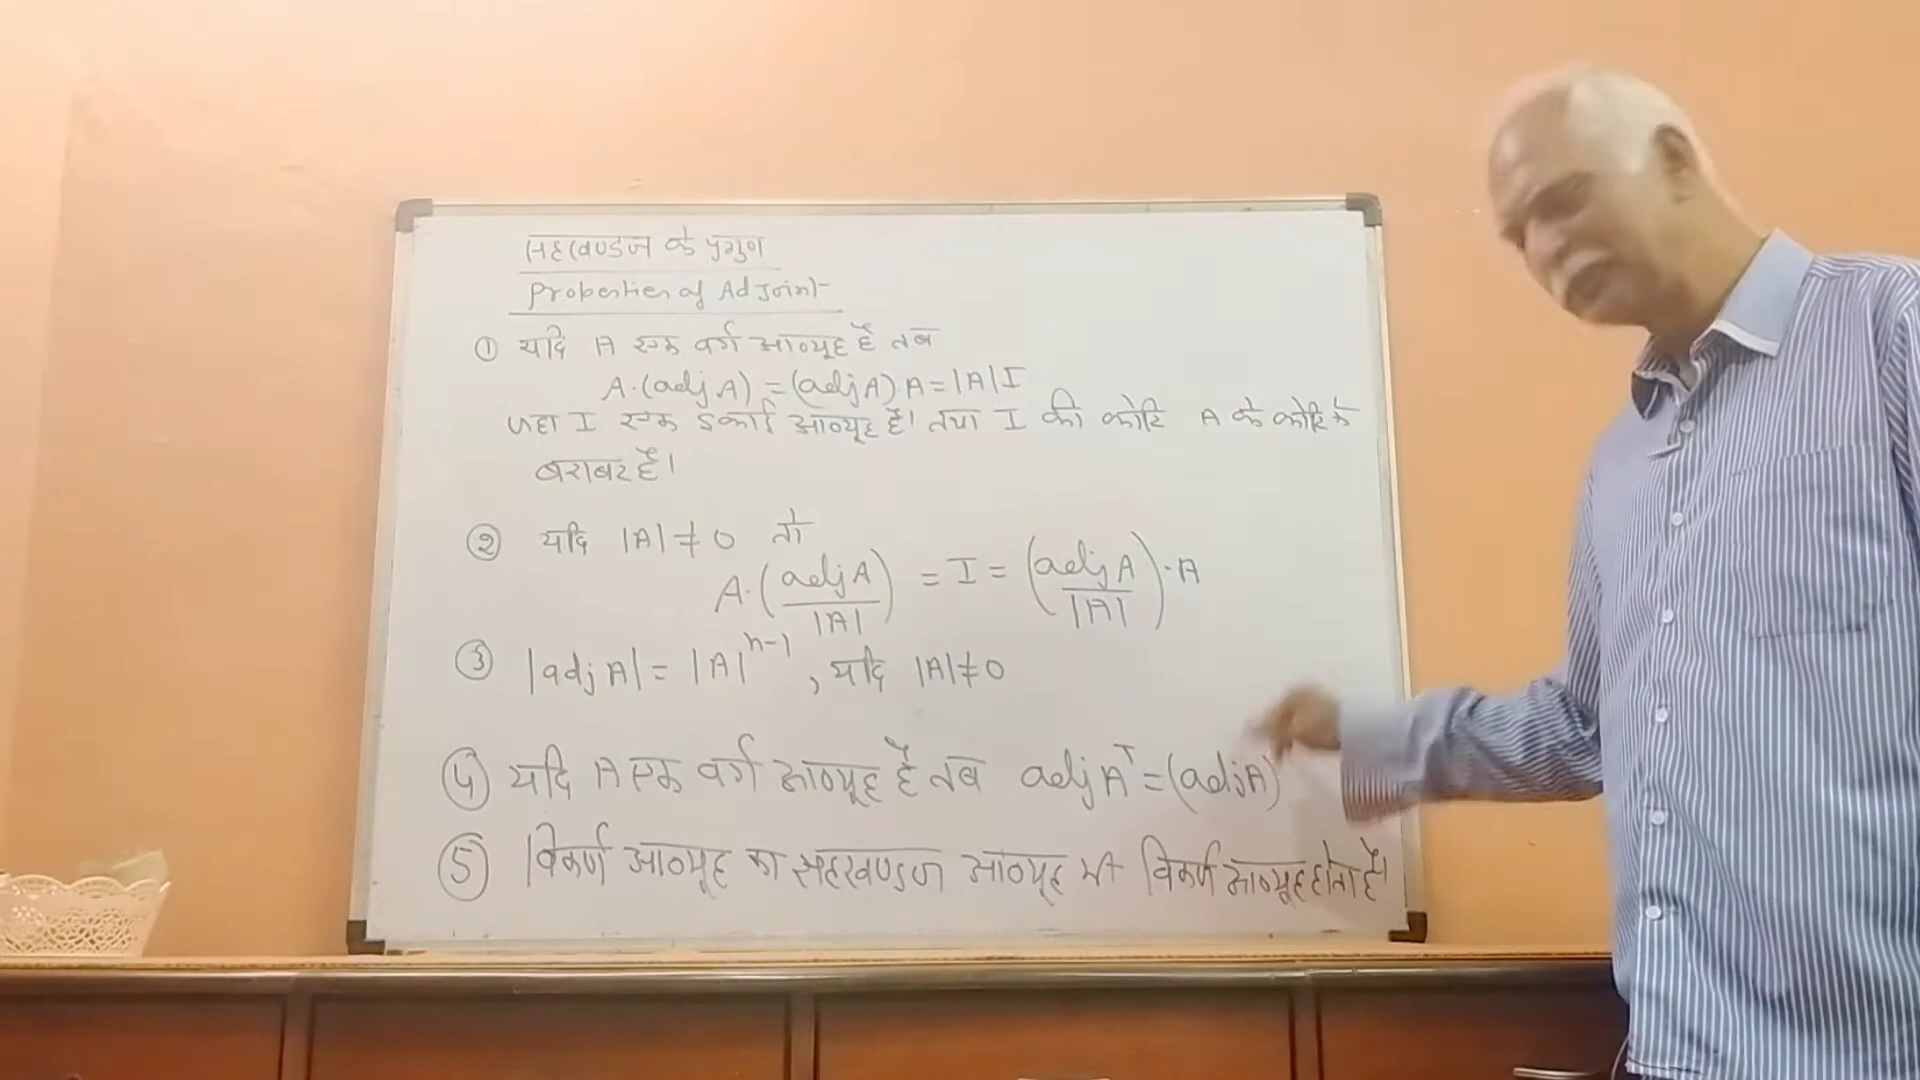 सहखण्डज के प्रगुण
Properties of AdJoint
① यदि A एक वर्ग आव्यूह है तब
A.(adj A) = (adj A).A = |A| I
जहा I एक इकाई आव्यूह है। तथा I की कोटि A के कोटि के
बराबर है।
② यदि |A| ≠ 0 तो
A.(adj A / |A|) = I = (adj A / |A|).A
③ |adj A| = |A|^{n-1}, यदि |A| ≠ 0
④ यदि A एक वर्ग आव्यूह है तब adj A^T = (adj A)
⑤ विकर्ण आव्यूह का सहखण्डज आव्यूह भी विकर्ण आव्यूह होता है।